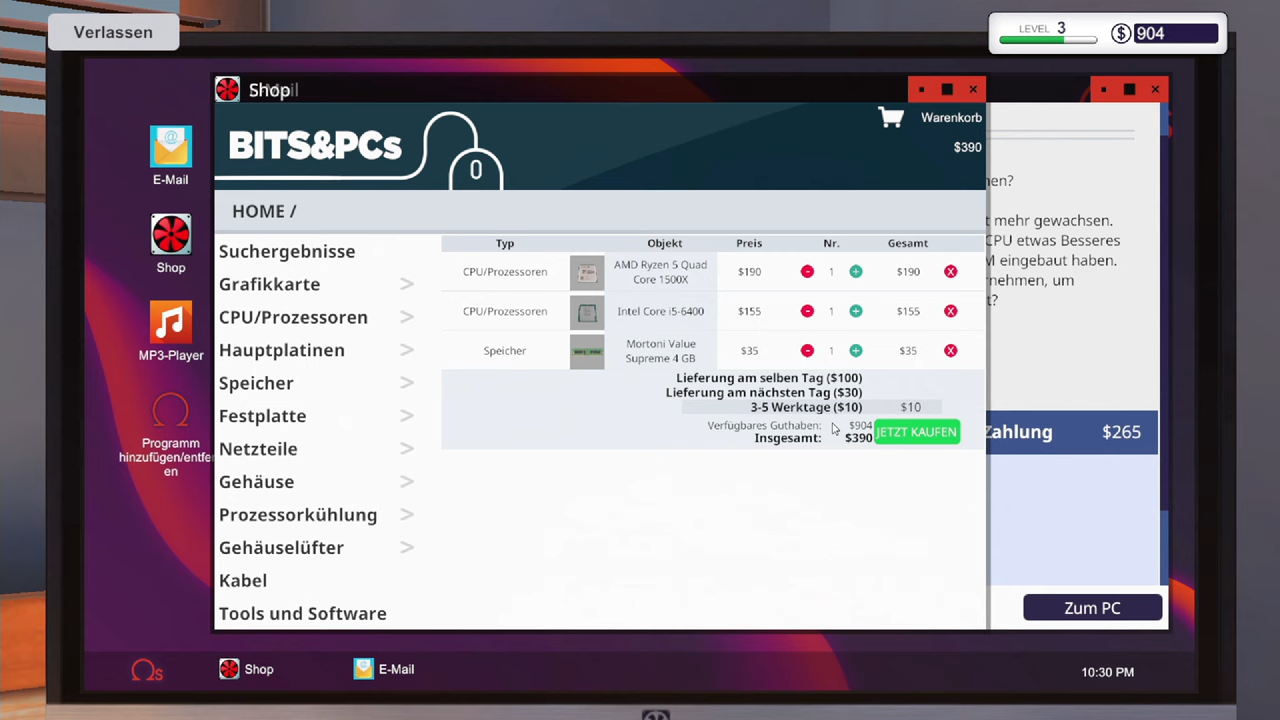 Verlassen
LEVEL 3
$ 904
Shop
BITS&PCs
Warenkorb
$390
HOME /
Suchergebnisse
Grafikkarte >
CPU/Prozessoren >
Hauptplatinen >
Speicher >
Festplatte >
Netzteile >
Gehäuse >
Prozessorkühlung >
Gehäuselüfter >
Kabel
Tools und Software
Typ Objekt Preis Nr. Gesamt
CPU/Prozessoren AMD Ryzen 5 Quad Core 1500X $190 1 $190
CPU/Prozessoren Intel Core i5-6400 $155 1 $155
Speicher Mortoni Value Supreme 4 GB $35 1 $35
Lieferung am selben Tag ($100)
Lieferung am nächsten Tag ($30)
3-5 Werktage ($10) $10
Verfügbares Guthaben: $904
Insgesamt: $390
JETZT KAUFEN
nen?
t mehr gewachsen.
CPU etwas Besseres
M eingebaut haben.
nehmen, um
t?
Zahlung $265
Zum PC
E-Mail
Shop
MP3-Player
Programm
hinzufügen/entfer
en
Shop
E-Mail
10:30 PM